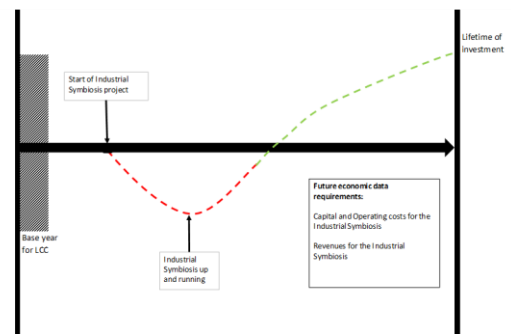 Lifetime of
investment
Start of Industrial
Symbiosis project
Future economic data
requirements:
Capital and Operating costs for the
Industrial Symbiosis
Revenues for the Industrial
Symbiosis
Base year
for LCC
Industrial
Symbiosis up
and running